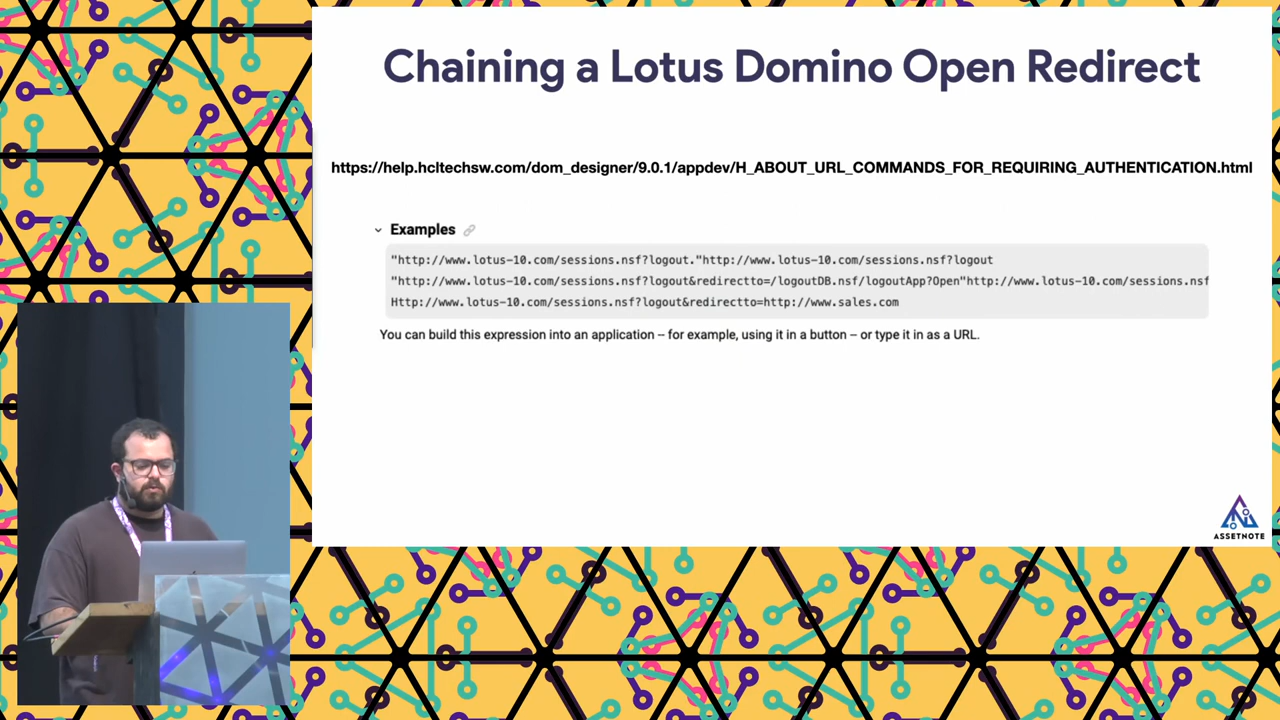 Chaining a Lotus Domino Open Redirect
https://help.hcltechsw.com/dom_designer/9.0.1/appdev/H_ABOUT_URL_COMMANDS_FOR_REQUIRING_AUTHENTICATION.html
Examples
"http://www.lotus-10.com/sessions.nsf?logout."http://www.lotus-10.com/sessions.nsf?logout
"http://www.lotus-10.com/sessions.nsf?logout&redirectto=/logoutDB.nsf/logoutApp?Open"http://www.lotus-10.com/sessions.nsf
Http://www.lotus-10.com/sessions.nsf?logout&redirectto=http://www.sales.com
You can build this expression into an application -- for example, using it in a button -- or type it in as a URL.
ASSETNOTE